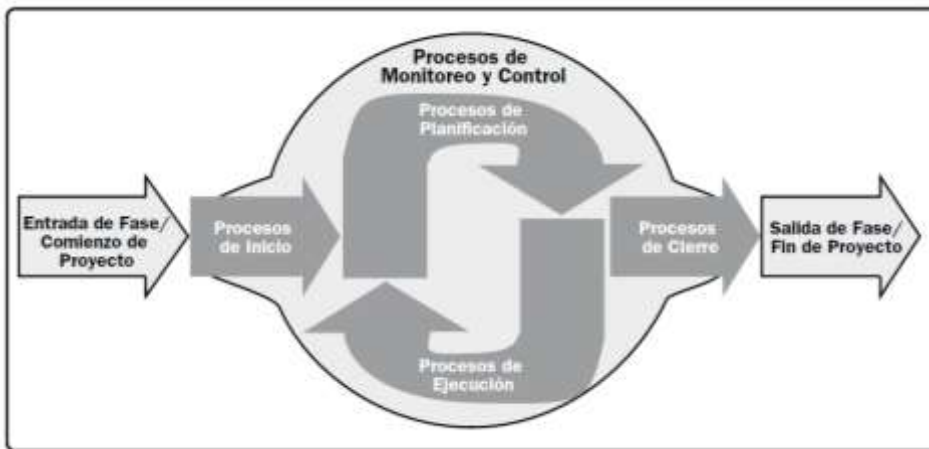 Procesos de
Monitoreo y Control
Procesos de
Planificación
Entrada de Fase/
Comienzo de
Proyecto
Procesos
de Inicio
Procesos
de Cierre
Salida de Fase/
Fin de Proyecto
Procesos de
Ejecución